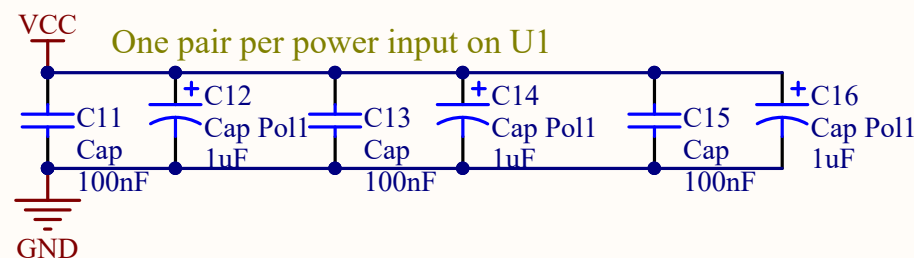 VCC
One pair per power input on U1
C11
Cap
100nF
C12
Cap Pol1
1uF
C13
Cap
100nF
C14
Cap Pol1
1uF
C15
Cap
100nF
C16
Cap Pol1
1uF
GND